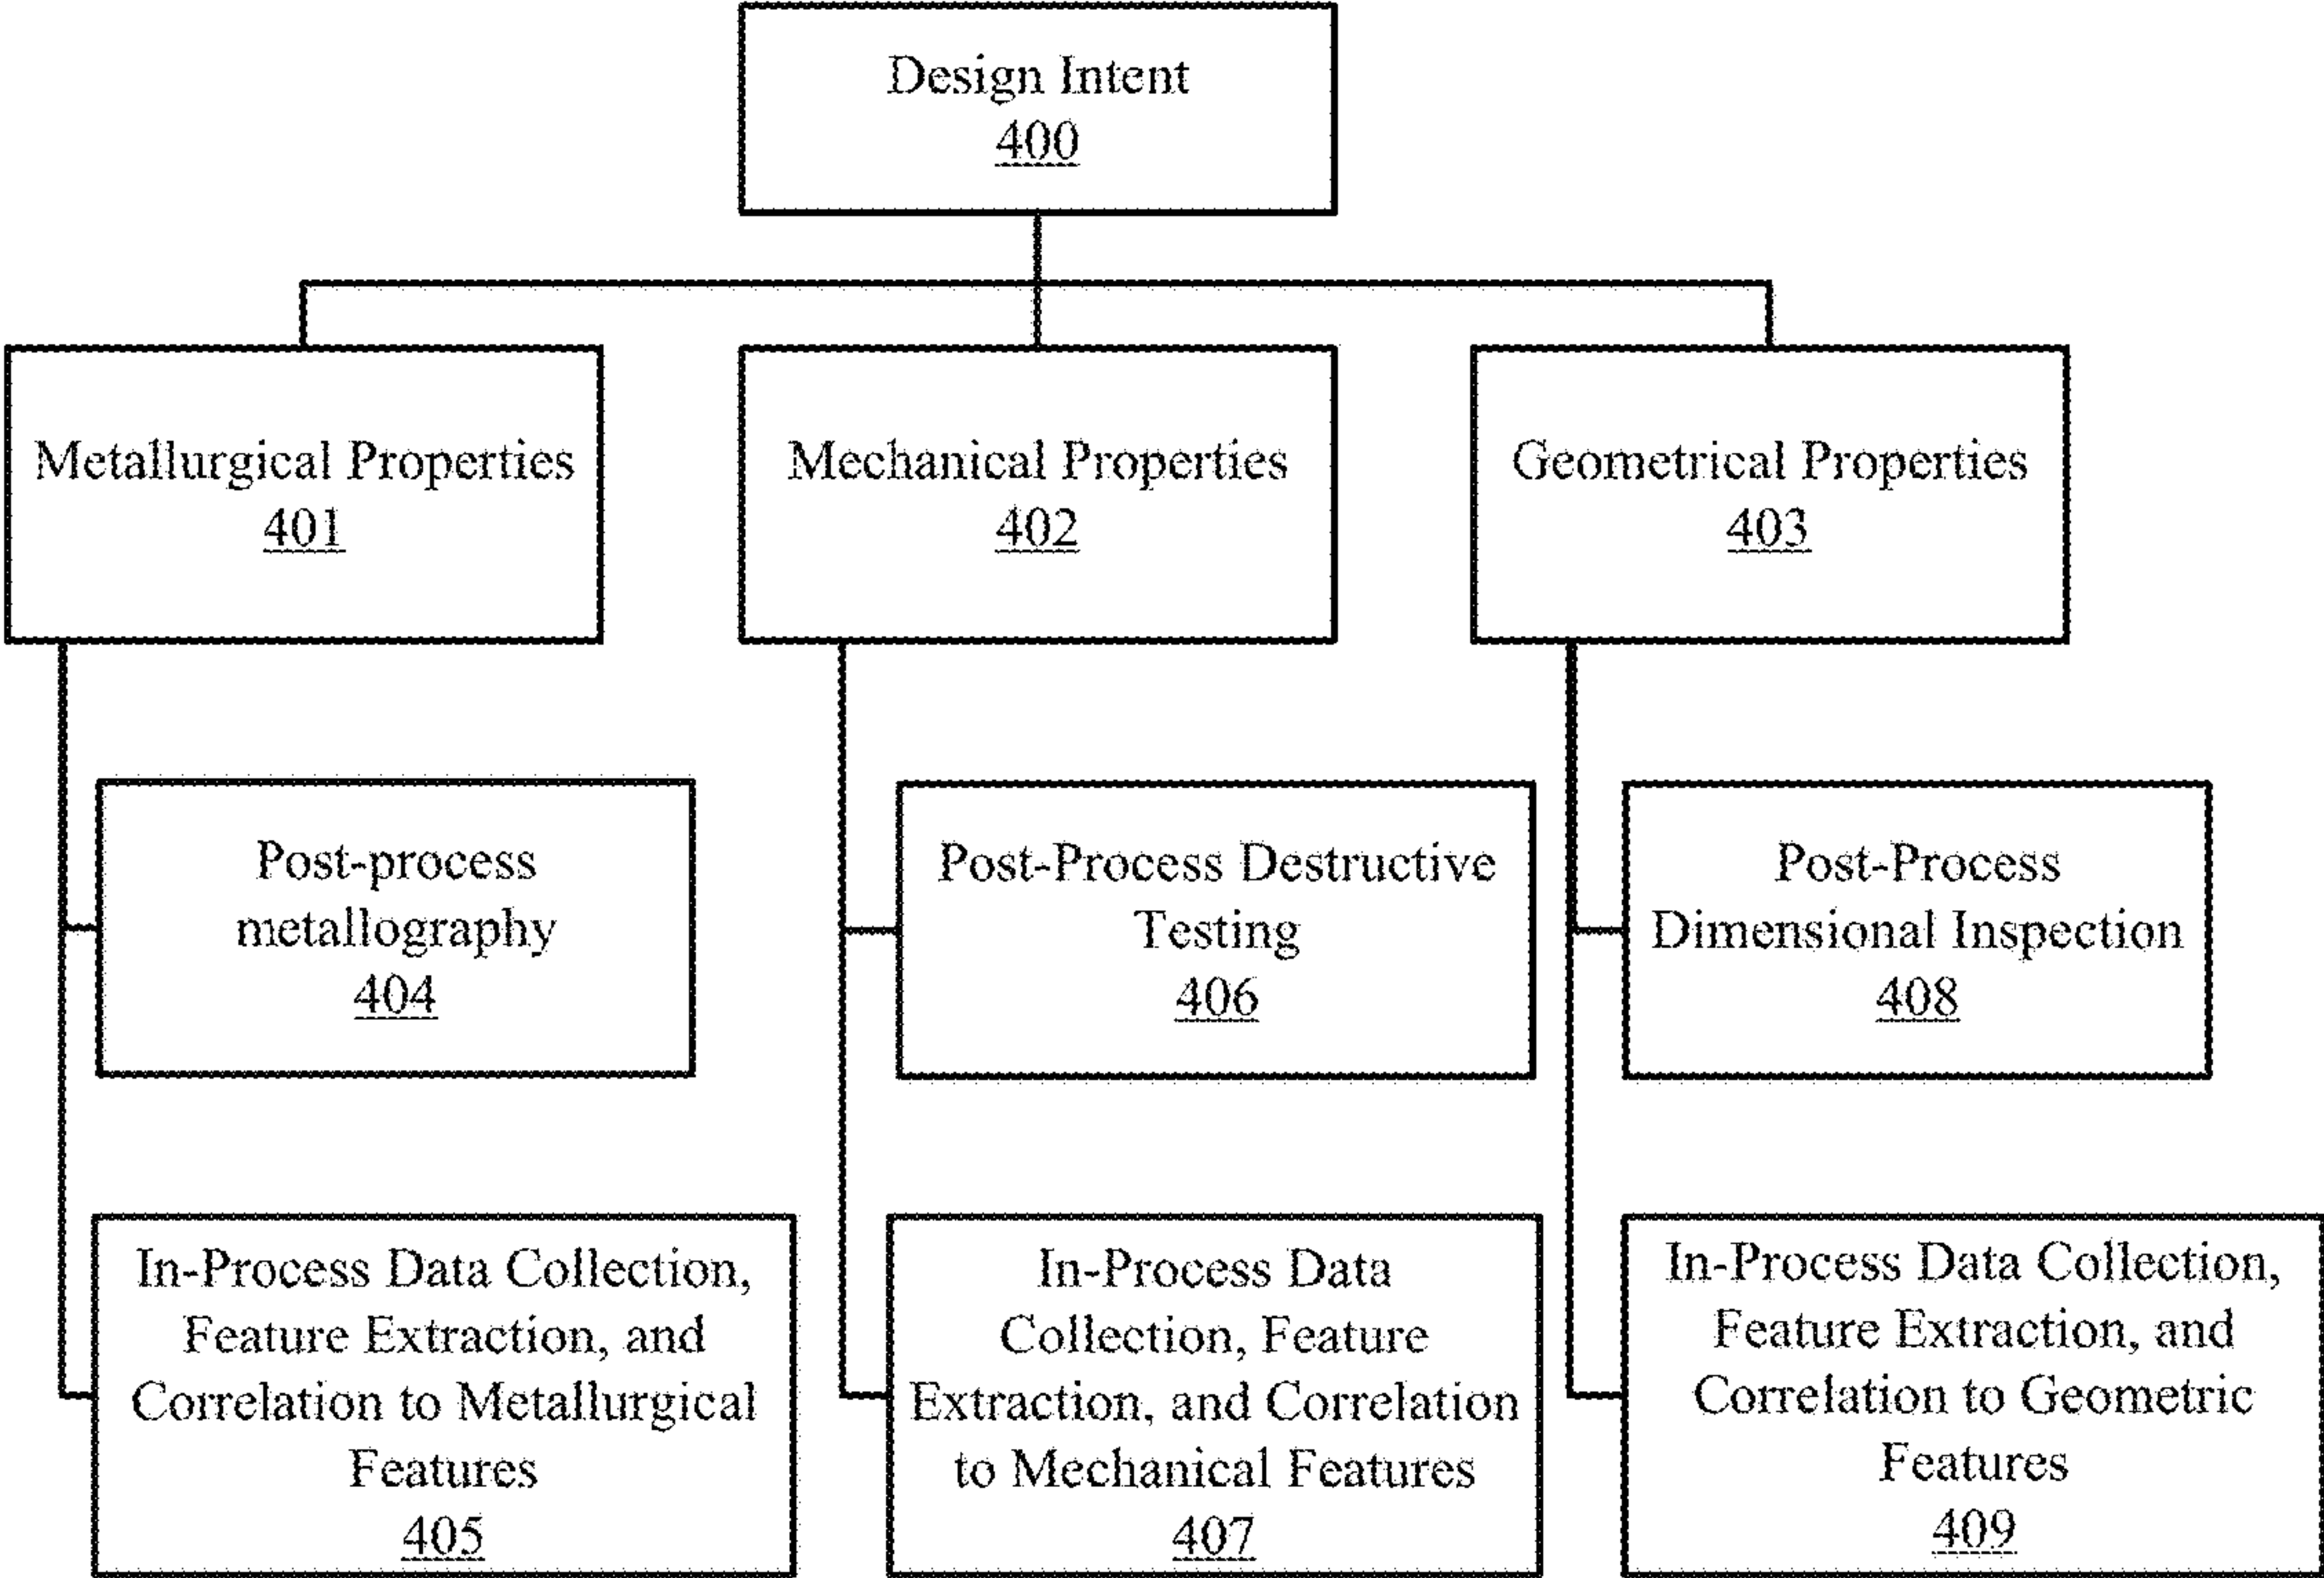 Design Intent
400
Metallurgical Properties
401
Mechanical Properties
402
Geometrical Properties
403
Post-process
metallography
404
Post-Process Destructive
Testing
406
Post-Process
Dimensional Inspection
408
In-Process Data Collection,
Feature Extraction, and
Correlation to Metallurgical
Features
405
In-Process Data
Collection, Feature
Extraction, and Correlation
to Mechanical Features
407
In-Process Data Collection,
Feature Extraction, and
Correlation to Geometric
Features
409